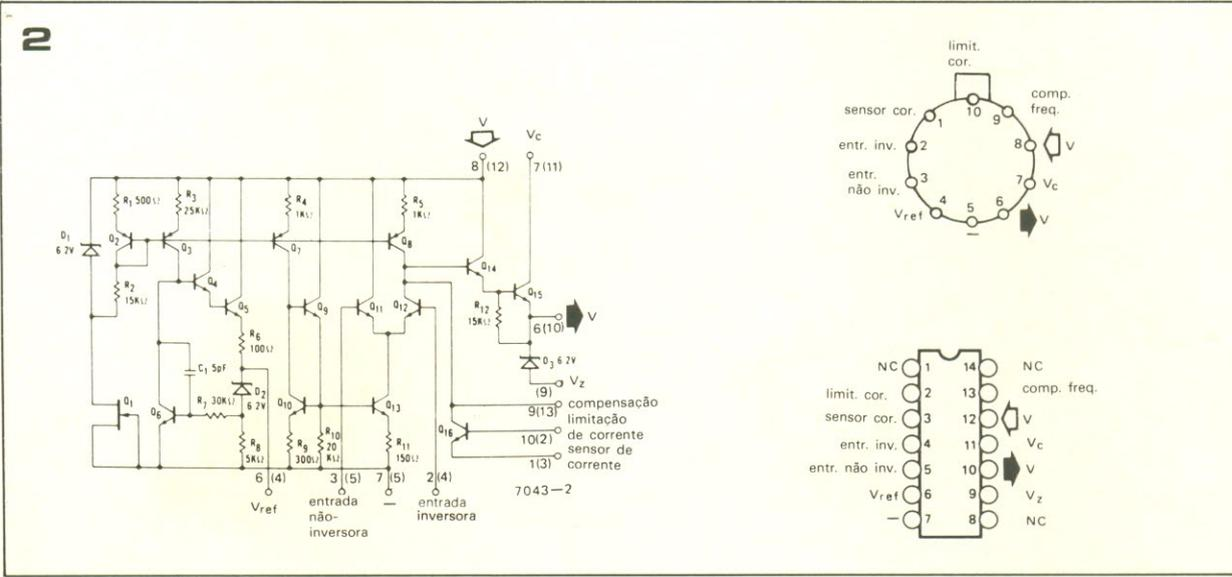 2
V
Vc
8 (12)
7(11)
R1 500Ω
R3
25KΩ
R4
1KΩ
R5
1KΩ
D1
6 2V
Q2
Q3
Q7
Q8
R2
15KΩ
Q4
Q5
Q9
Q11
Q12
Q14
R12
15KΩ
Q15
6(10)
V
R6
100Ω
C1 5pF
D2
6 2V
D3 6 2V
Vz
(9)
Q1
Q6
R7 30KΩ
Q10
Q13
9(13)
compensação
limitação
10(2)
de corrente
Q16
sensor de
1(3)
corrente
R8
5KΩ
R9
300Ω
R10
20
KΩ
R11
150Ω
6 (4)
3 (5)
7 (5)
2(4)
Vref
entrada
não-
inversora
—
entrada
inversora
7043—2
limit.
cor.
sensor cor.
comp.
freq.
entr. inv.
entr.
não inv.
Vref
—
V
Vc
V
1
2
3
4
5
6
7
8
9
10
NC 1 14 NC
limit. cor. 2 13 comp. freq.
sensor cor. 3 12 V
entr. inv. 4 11 Vc
entr. não inv. 5 10 V
Vref 6 9 Vz
— 7 8 NC